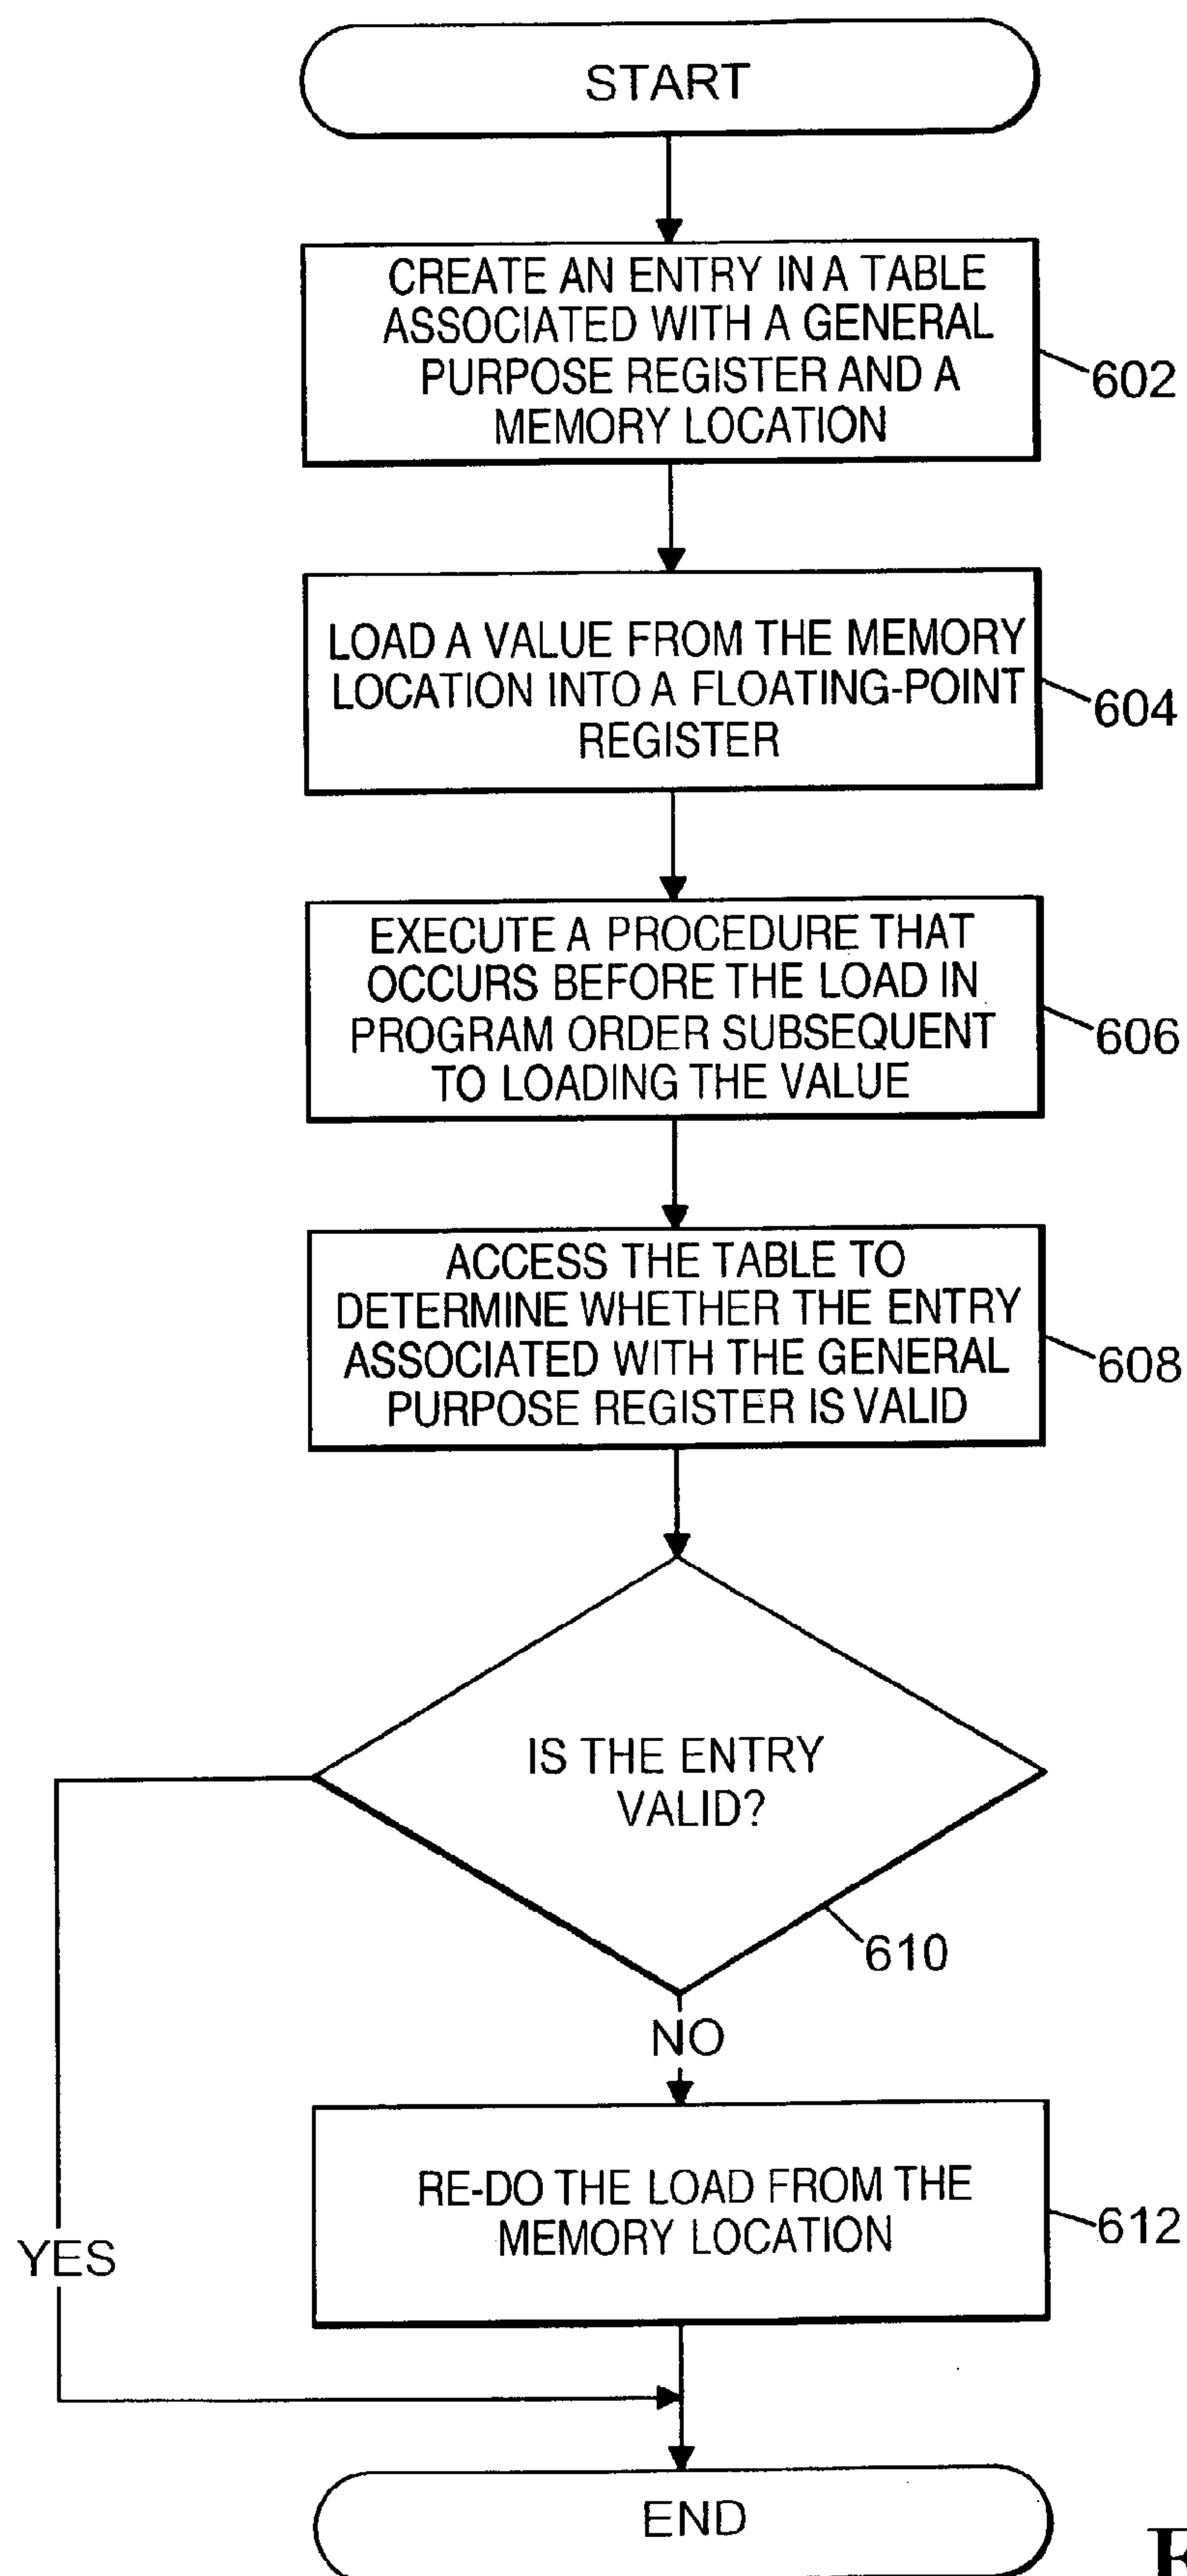 START
CREATE AN ENTRY IN A TABLE
ASSOCIATED WITH A GENERAL
PURPOSE REGISTER AND A
MEMORY LOCATION
602
LOAD A VALUE FROM THE MEMORY
LOCATION INTO A FLOATING-POINT
REGISTER
604
EXECUTE A PROCEDURE THAT
OCCURS BEFORE THE LOAD IN
PROGRAM ORDER SUBSEQUENT
TO LOADING THE VALUE
606
ACCESS THE TABLE TO
DETERMINE WHETHER THE ENTRY
ASSOCIATED WITH THE GENERAL
PURPOSE REGISTER IS VALID
608
IS THE ENTRY
VALID?
610
NO
RE-DO THE LOAD FROM THE
MEMORY LOCATION
612
YES
END